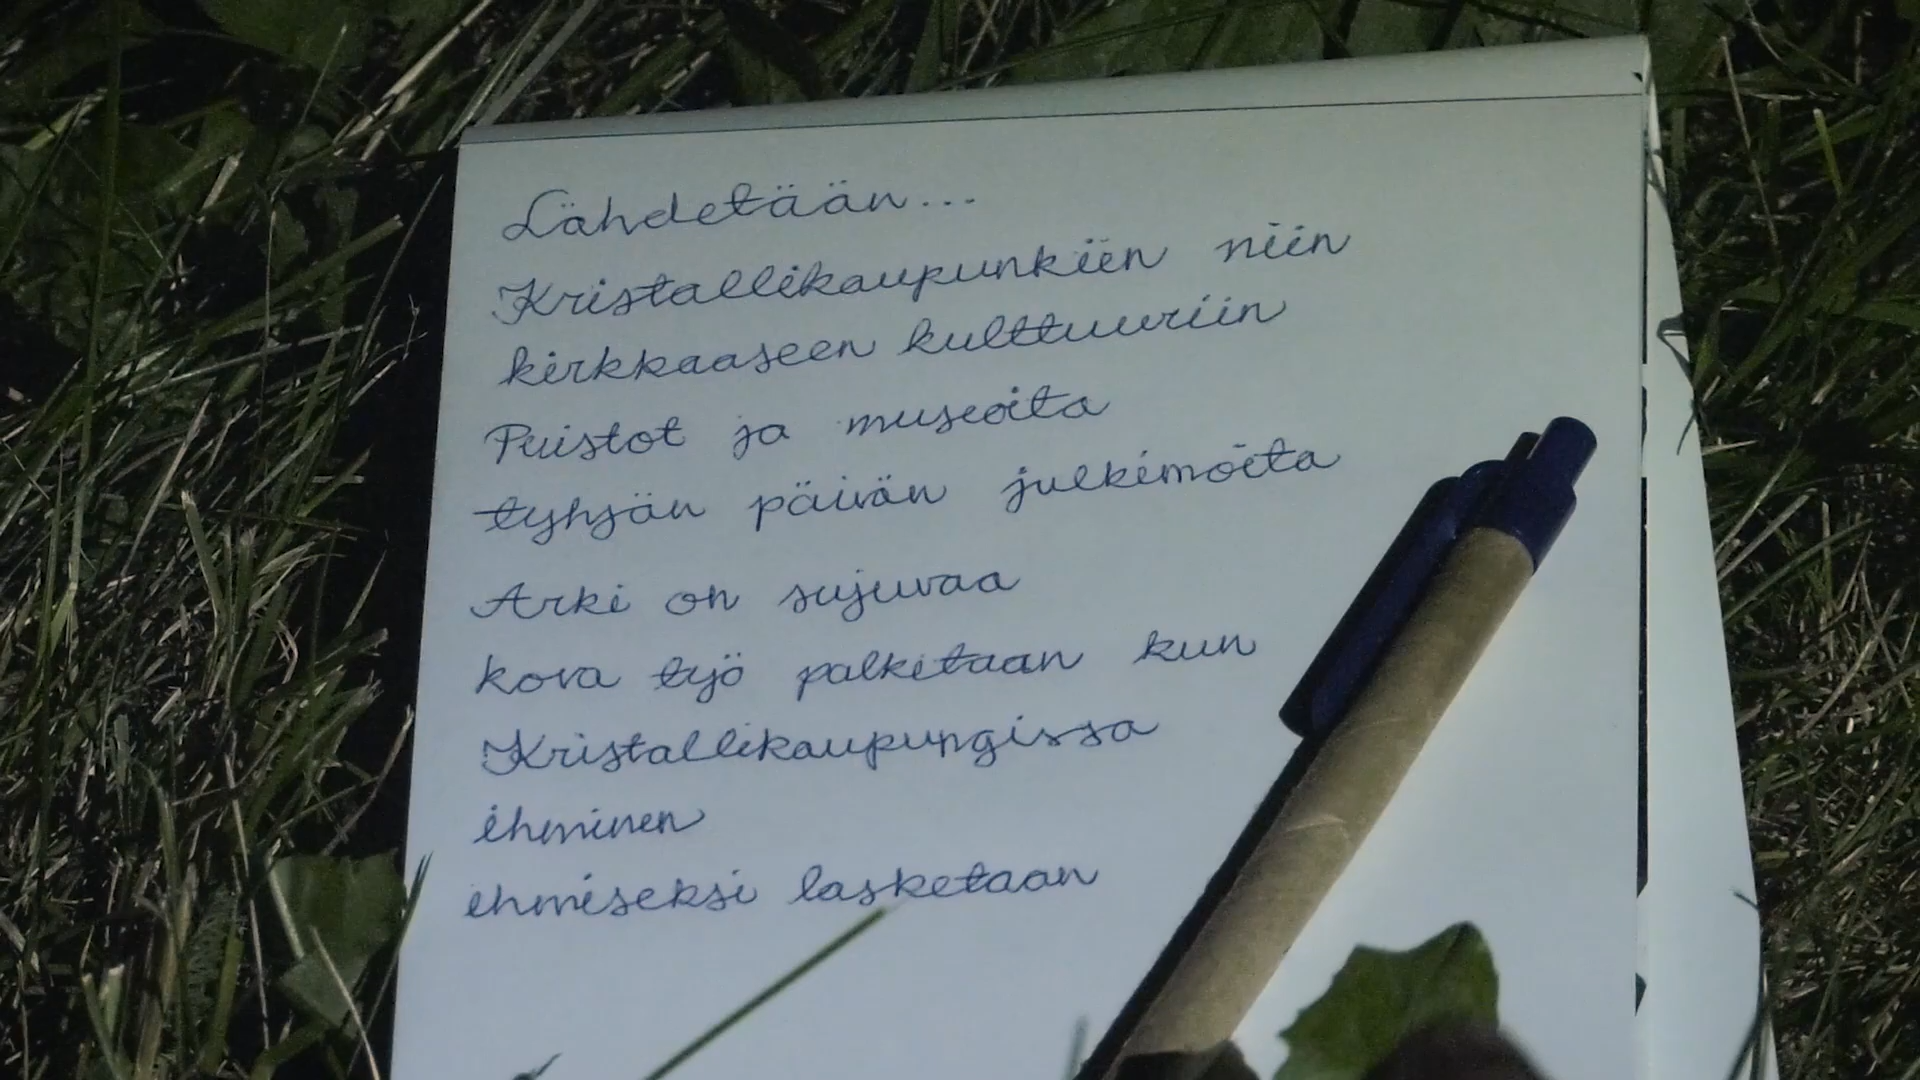 Lähdetään...
Kristallikaupunkien niin
kirkkaaseen kulttuuriin
Puistot ja museoita
tyhjän päivän julkimoita
Arki on sujuvaa
kova työ palkitaan kun
Kristallikaupungissa
ihminen
ihmiseksi lasketaan